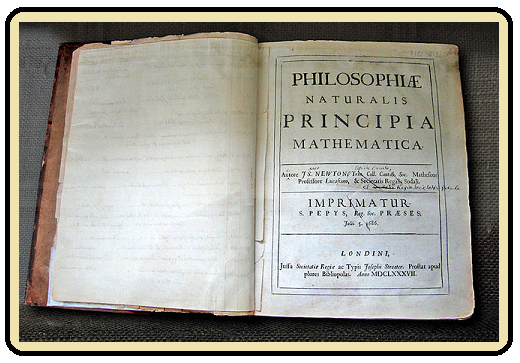 PHILOSOPHIÆ
NATURALIS
PRINCIPIA
MATHEMATICA.
Autore JS. NEWTON, Trin. Coll. Cantab. Soc. Matheseos
Professore Lucasiano, & Societatis Regalis Sodali.
IMPRIMATUR.
S. PEPYS, Reg. Soc. PRÆSES.
Julii 5. 1686.
LONDINI,
Jussu Societatis Regiæ ac Typis Josephi Streater. Prostat apud
plures Bibliopolas. Anno MDCLXXXVII.